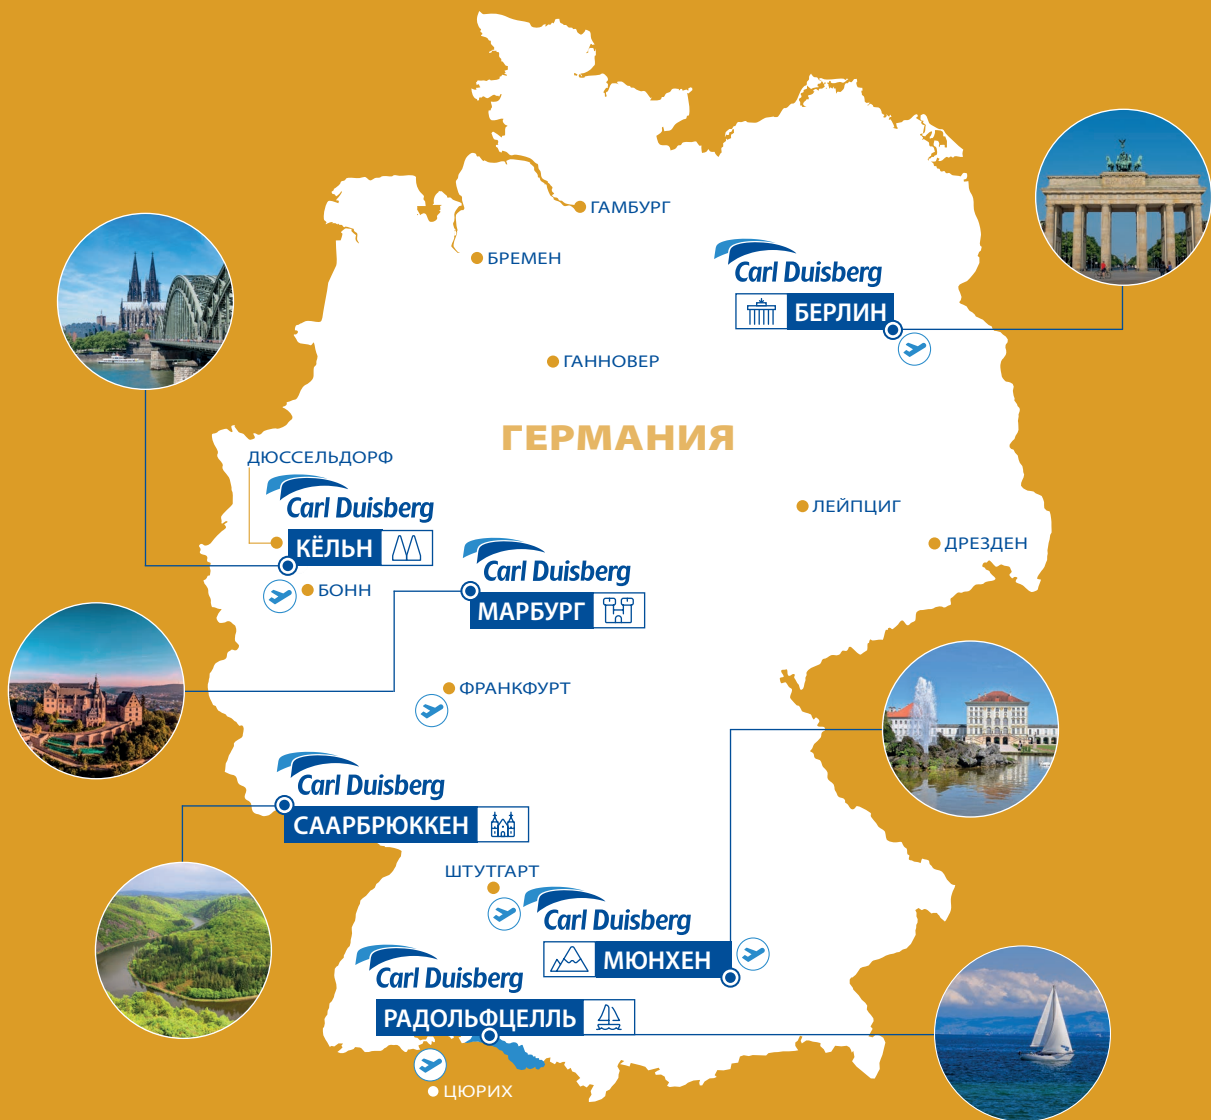 ГАМБУРГ
БРЕМЕН
Carl Duisberg
БЕРЛИН
ГАННОВЕР
ГЕРМАНИЯ
ДЮССЕЛЬДОРФ
Carl Duisberg
КЁЛЬН
ЛЕЙПЦИГ
ДРЕЗДЕН
БОНН
Carl Duisberg
МАРБУРГ
ФРАНКФУРТ
Carl Duisberg
СААРБРЮККЕН
ШТУТГАРТ
Carl Duisberg
МЮНХЕН
Carl Duisberg
РАДОЛЬФЦЕЛЛЬ
ЦЮРИХ